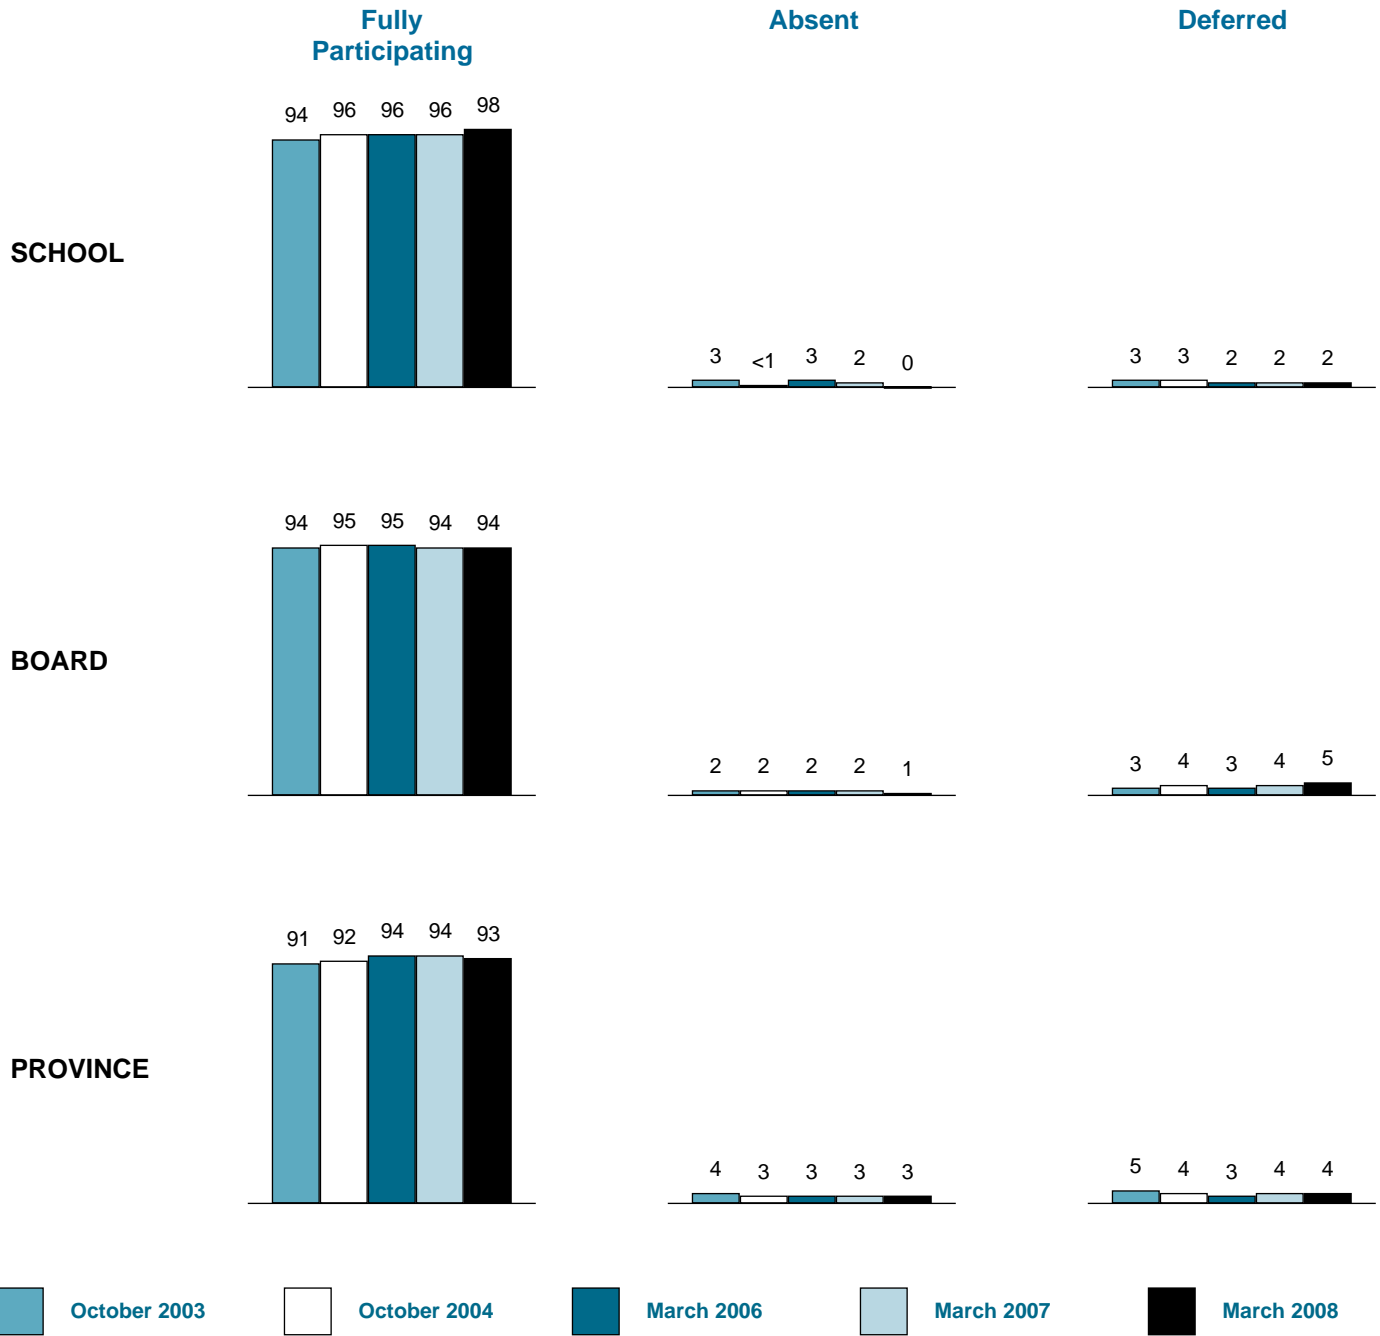 Fully
Participating
Absent
Deferred
SCHOOL
94 96 96 96 98
3 <1 3 2 0
3 3 2 2 2
BOARD
94 95 95 94 94
2 2 2 2 1
3 4 3 4 5
PROVINCE
91 92 94 94 93
4 3 3 3 3
5 4 3 4 4
October 2003
October 2004
March 2006
March 2007
March 2008